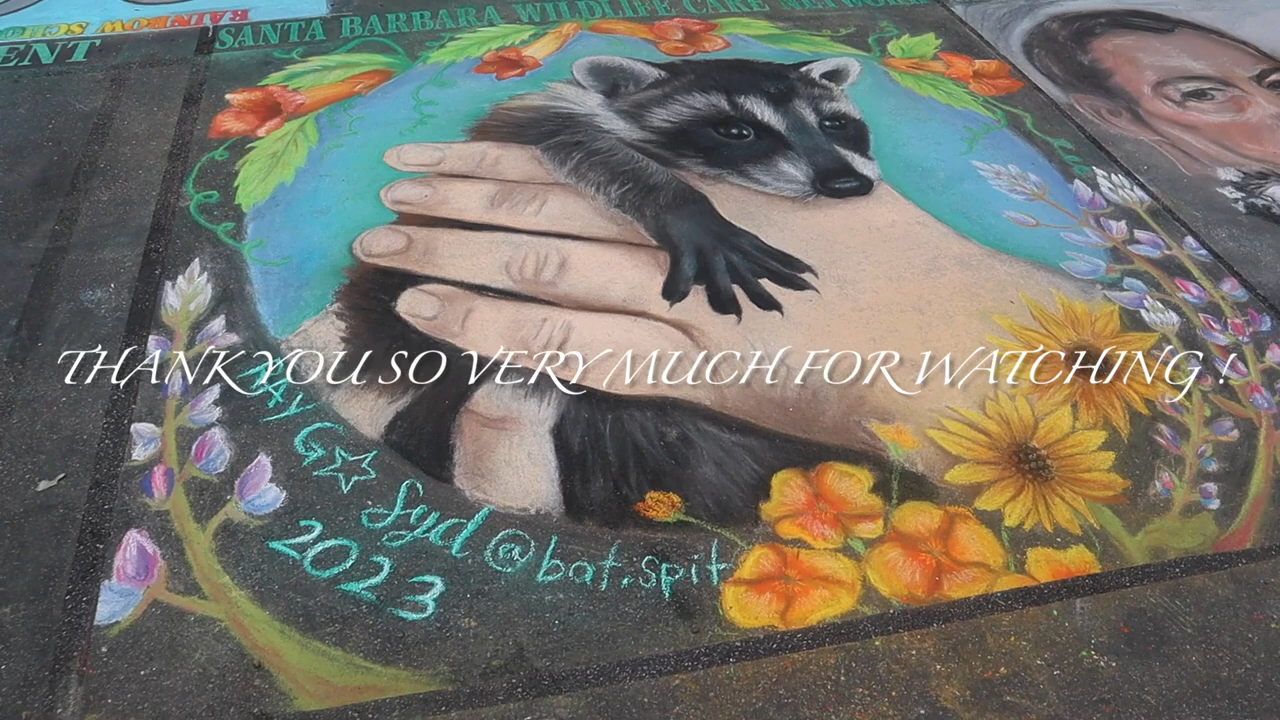 RAINBOW SCHO
ENT
SANTA BARBARA WILDLIFE CARE NETWORK
THANK YOU SO VERY MUCH FOR WATCHING !
Syd @bat.spit
2023